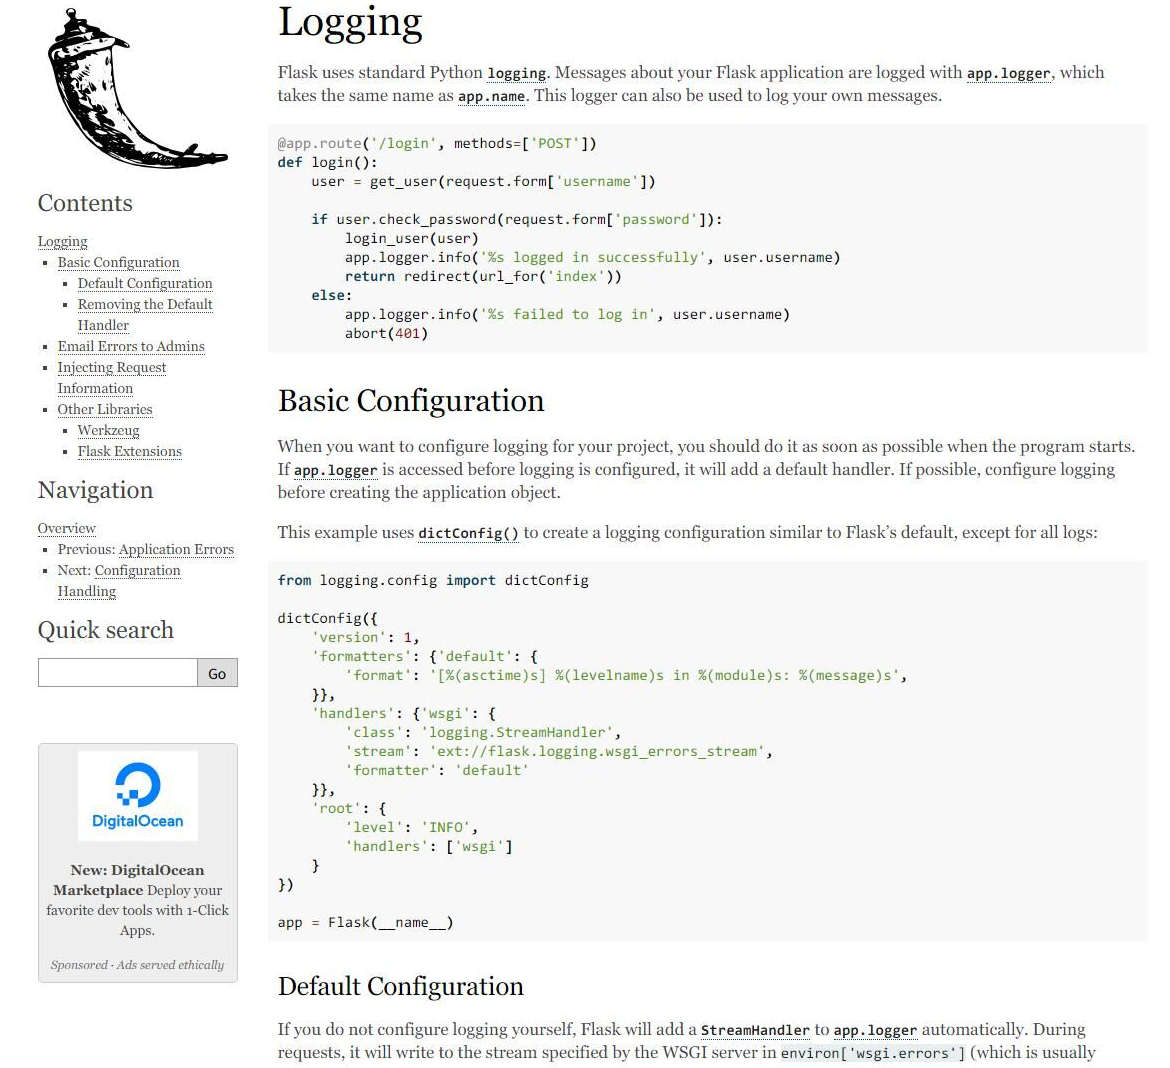 Contents
Logging
▪ Basic Configuration
▪ Default Configuration
▪ Removing the Default
Handler
▪ Email Errors to Admins
▪ Injecting Request
Information
▪ Other Libraries
▪ Werkzeug
▪ Flask Extensions
Navigation
Overview
▪ Previous: Application Errors
▪ Next: Configuration
Handling
Quick search
Go
DigitalOcean
New: DigitalOcean
Marketplace Deploy your
favorite dev tools with 1-Click
Apps.
Sponsored · Ads served ethically
Logging
Flask uses standard Python logging. Messages about your Flask application are logged with app.logger, which
takes the same name as app.name. This logger can also be used to log your own messages.
@app.route('/login', methods=['POST'])
def login():
    user = get_user(request.form['username'])
    if user.check_password(request.form['password']):
        login_user(user)
        app.logger.info('%s logged in successfully', user.username)
        return redirect(url_for('index'))
    else:
        app.logger.info('%s failed to log in', user.username)
        abort(401)
Basic Configuration
When you want to configure logging for your project, you should do it as soon as possible when the program starts.
If app.logger is accessed before logging is configured, it will add a default handler. If possible, configure logging
before creating the application object.
This example uses dictConfig() to create a logging configuration similar to Flask’s default, except for all logs:
from logging.config import dictConfig
dictConfig({
    'version': 1,
    'formatters': {'default': {
        'format': '[%(asctime)s] %(levelname)s in %(module)s: %(message)s',
    }},
    'handlers': {'wsgi': {
        'class': 'logging.StreamHandler',
        'stream': 'ext://flask.logging.wsgi_errors_stream',
        'formatter': 'default'
    }},
    'root': {
        'level': 'INFO',
        'handlers': ['wsgi']
    }
})
app = Flask(__name__)
Default Configuration
If you do not configure logging yourself, Flask will add a StreamHandler to app.logger automatically. During
requests, it will write to the stream specified by the WSGI server in environ['wsgi.errors'] (which is usually